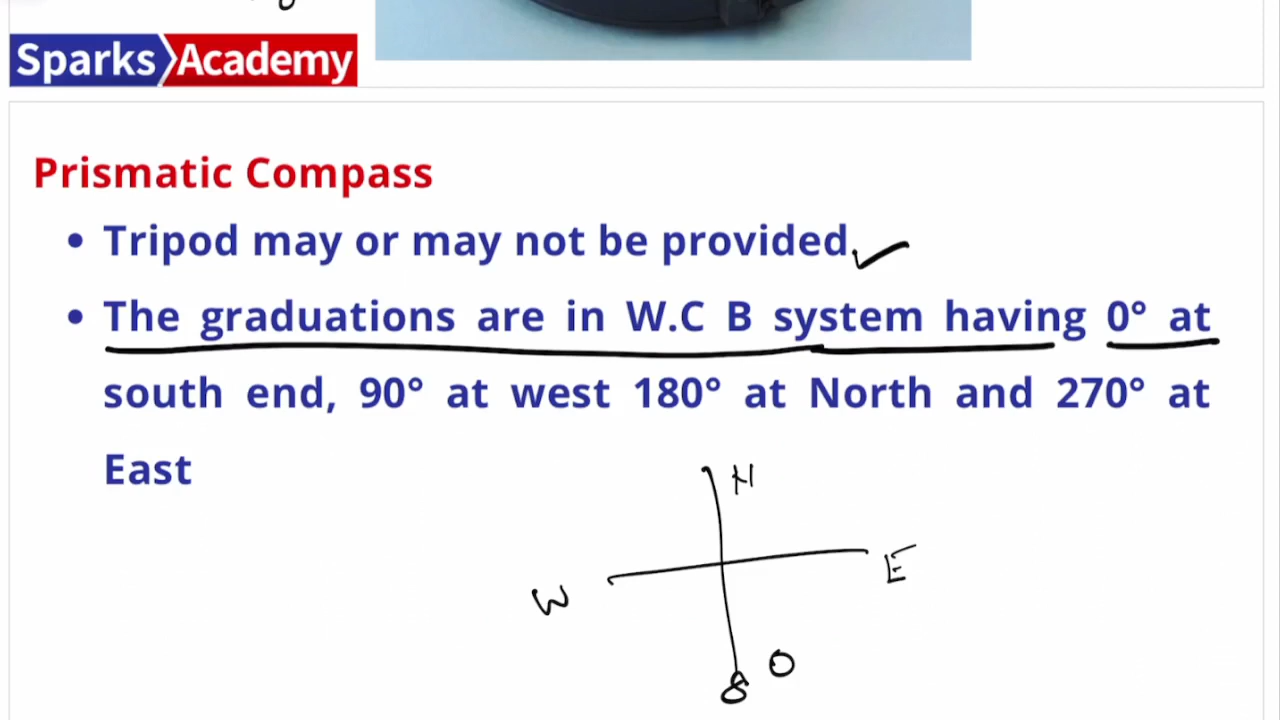 Sparks Academy
Prismatic Compass
• Tripod may or may not be provided.
• The graduations are in W.C B system having 0° at
south end, 90° at west 180° at North and 270° at
East
N
E
W
0
S